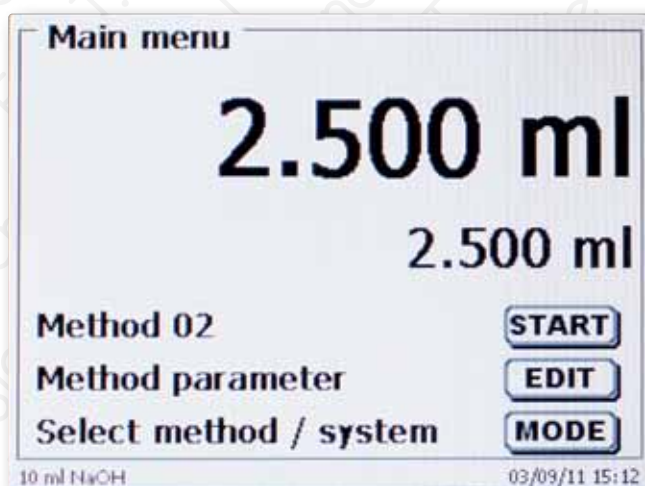 Main menu
2.500 ml
2.500 ml
Method 02 START
Method parameter EDIT
Select method / system MODE
10 ml NaOH 03/09/11 15:12